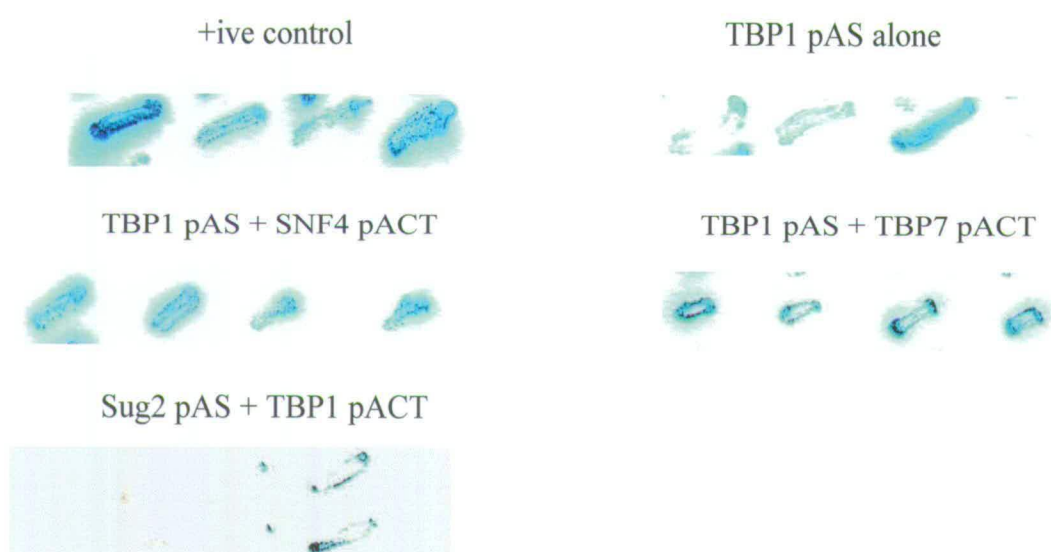 +ive control
TBP1 pAS alone
TBP1 pAS + SNF4 pACT
TBP1 pAS + TBP7 pACT
Sug2 pAS + TBP1 pACT